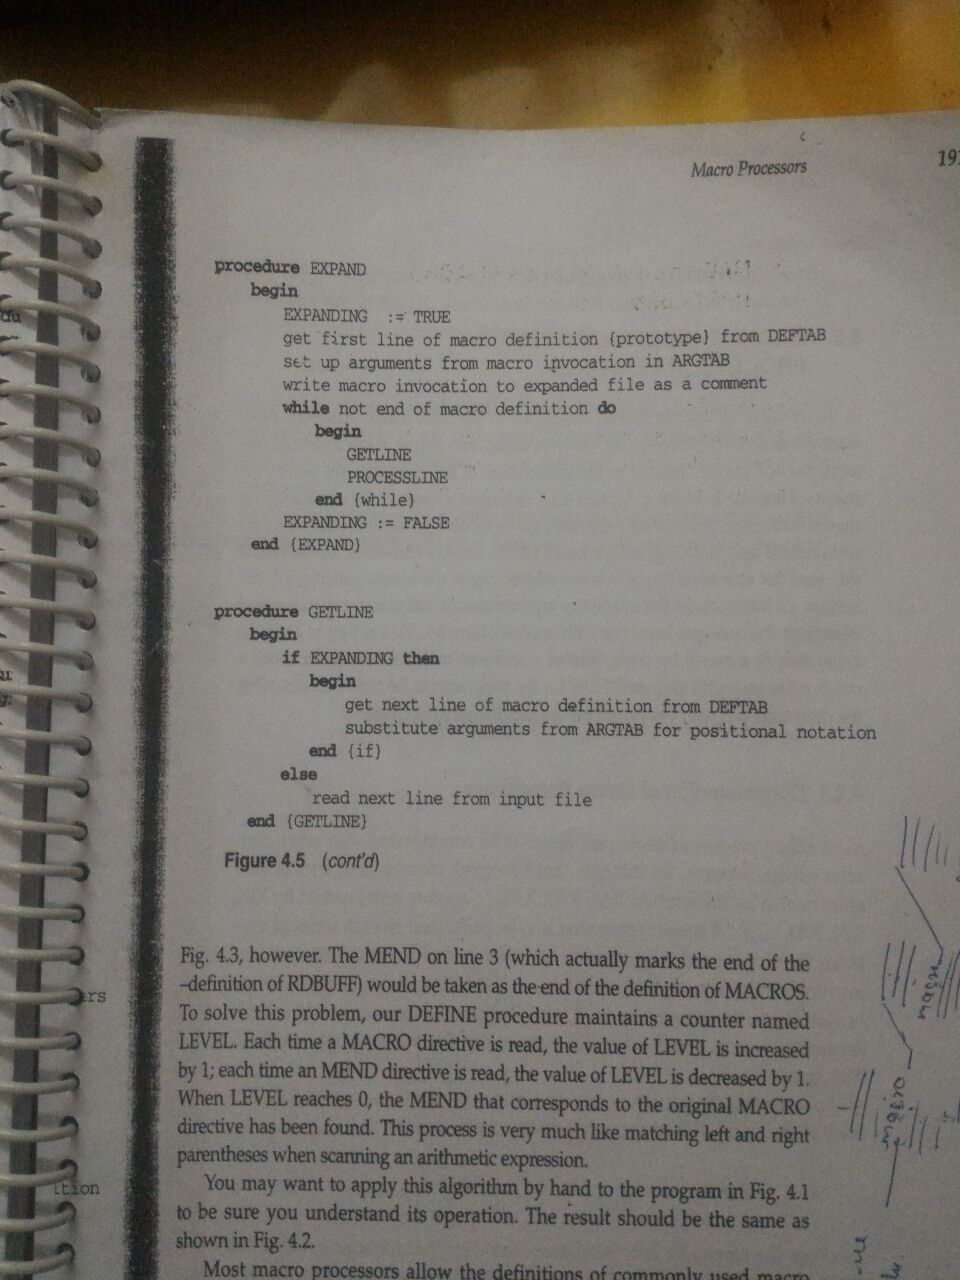 Macro Processors
procedure EXPAND
begin
EXPANDING := TRUE
get first line of macro definition {prototype} from DEFTAB
set up arguments from macro invocation in ARGTAB
write macro invocation to expanded file as a comment
while not end of macro definition do
begin
GETLINE
PROCESSLINE
end {while}
EXPANDING := FALSE
end {EXPAND}
procedure GETLINE
begin
if EXPANDING then
begin
get next line of macro definition from DEFTAB
substitute arguments from ARGTAB for positional notation
end {if}
else
read next line from input file
end {GETLINE}
Figure 4.5 (cont'd)
Fig. 4.3, however. The MEND on line 3 (which actually marks the end of the
definition of RDBUFF) would be taken as the end of the definition of MACROS.
To solve this problem, our DEFINE procedure maintains a counter named
LEVEL. Each time a MACRO directive is read, the value of LEVEL is increased
by 1; each time an MEND directive is read, the value of LEVEL is decreased by 1.
When LEVEL reaches 0, the MEND that corresponds to the original MACRO
directive has been found. This process is very much like matching left and right
parentheses when scanning an arithmetic expression.
You may want to apply this algorithm by hand to the program in Fig. 4.1
to be sure you understand its operation. The result should be the same as
shown in Fig. 4.2.
Most macro processors allow the definitions of commonly used macro